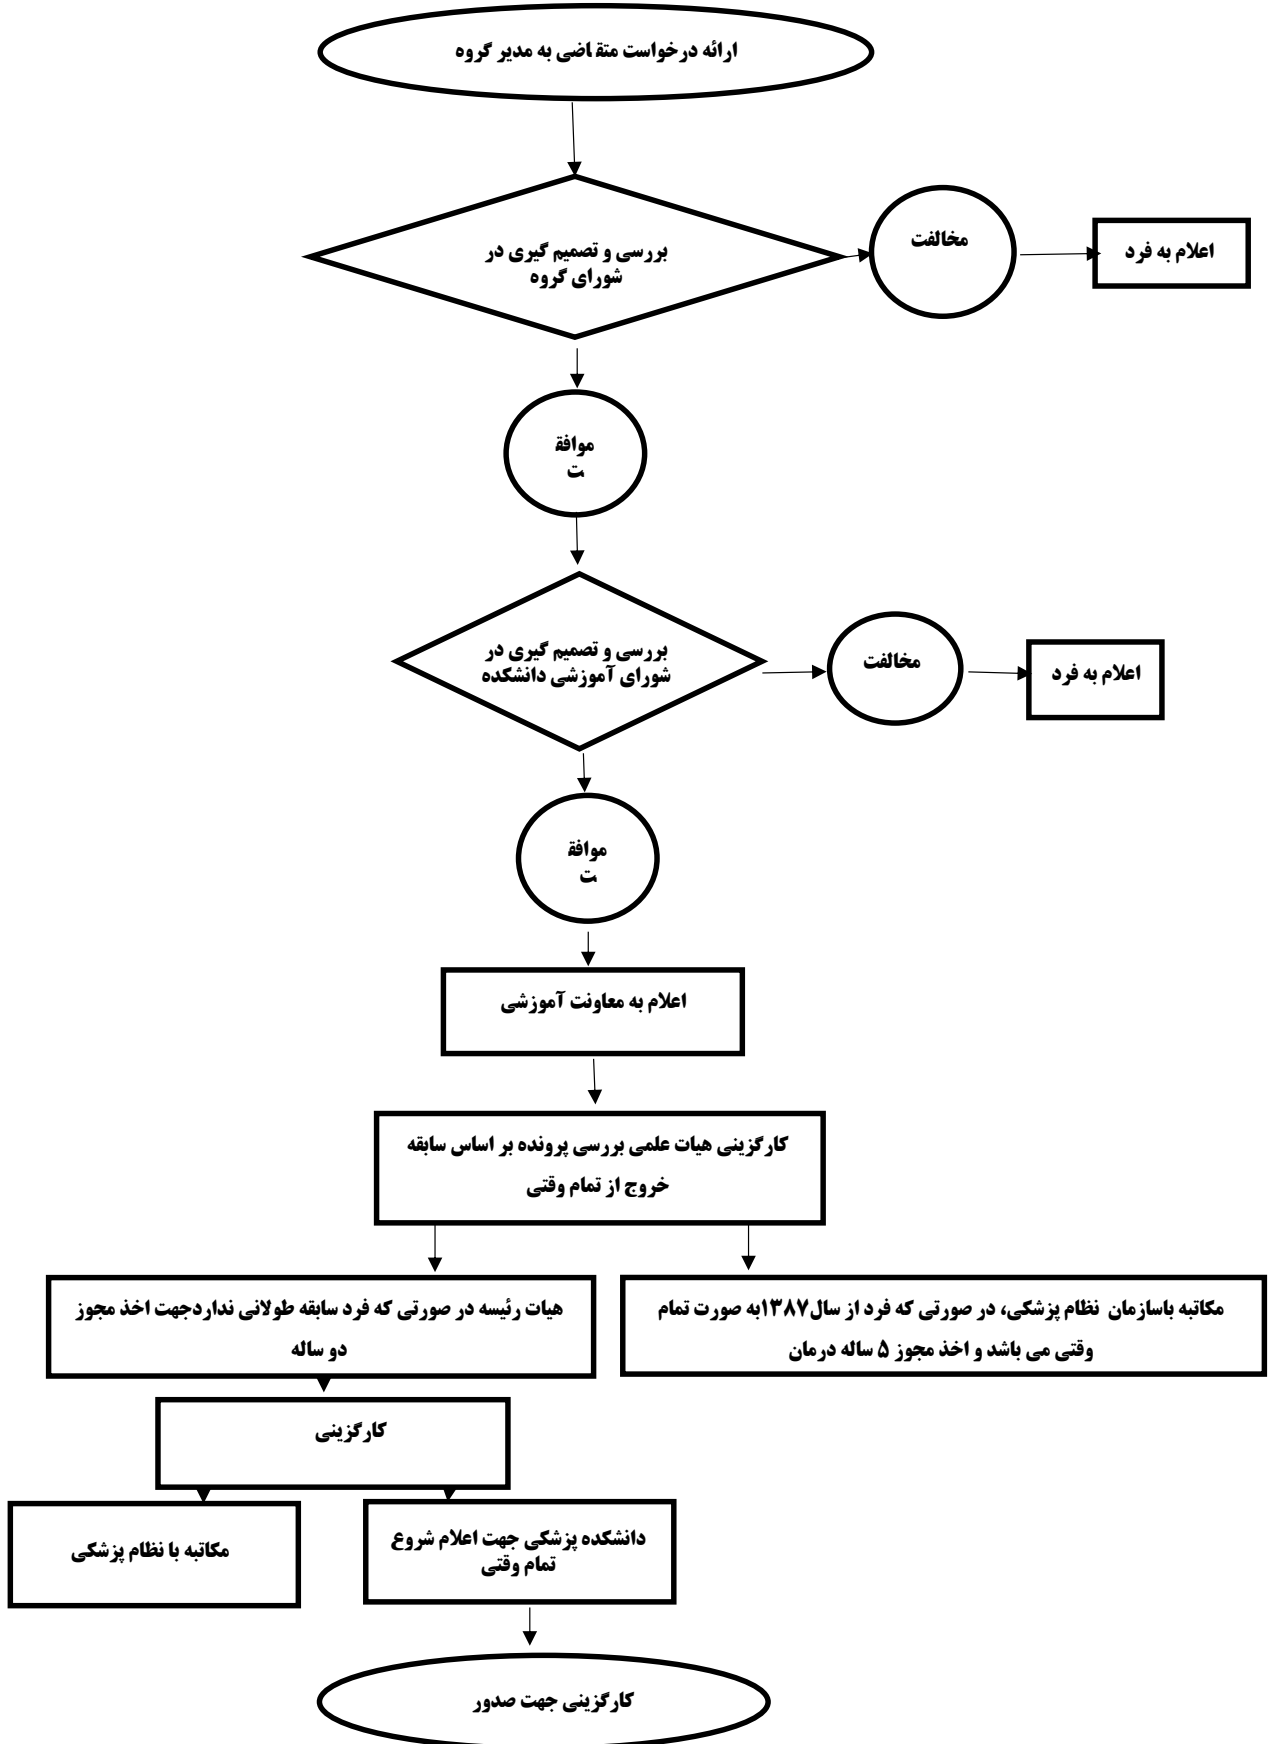 ارائه درخواست متقاضی به مدیر گروه
بررسی و تصمیم گیری در
شورای گروه
مخالفت
اعلام به فرد
موافق
ت
بررسی و تصمیم گیری در
شورای آموزشی دانشکده
مخالفت
اعلام به فرد
موافق
ت
اعلام به معاونت آموزشی
کارگزینی هیات علمی بررسی پرونده بر اساس سابقه
خروج از تمام وقتی
مکاتبه باسازمان نظام پزشکی، در صورتی که فرد از سال۱۳۸۷به صورت تمام
وقتی می باشد و اخذ مجوز ۵ ساله درمان
هیات رئیسه در صورتی که فرد سابقه طولانی نداردجهت اخذ مجوز
دو ساله
کارگزینی
دانشکده پزشکی جهت اعلام شروع
تمام وقتی
مکاتبه با نظام پزشکی
کارگزینی جهت صدور